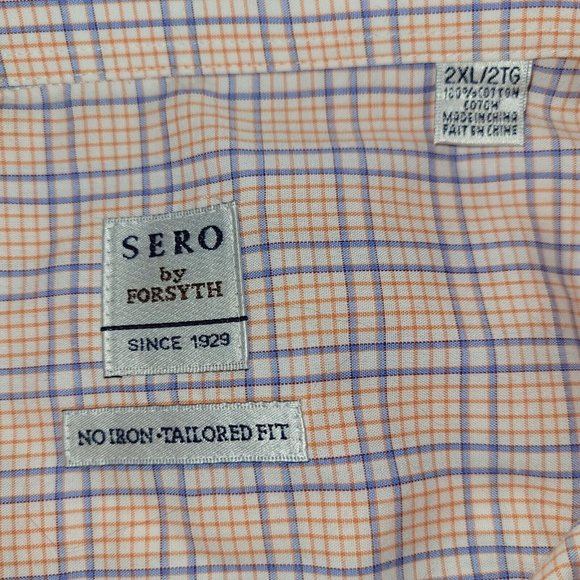 2XL/2TG
100% COTTON
COTON
MADE IN CHINA
FAIT EN CHINE
SERO
by
FORSYTH
SINCE 1929
NO IRON·TAILORED FIT